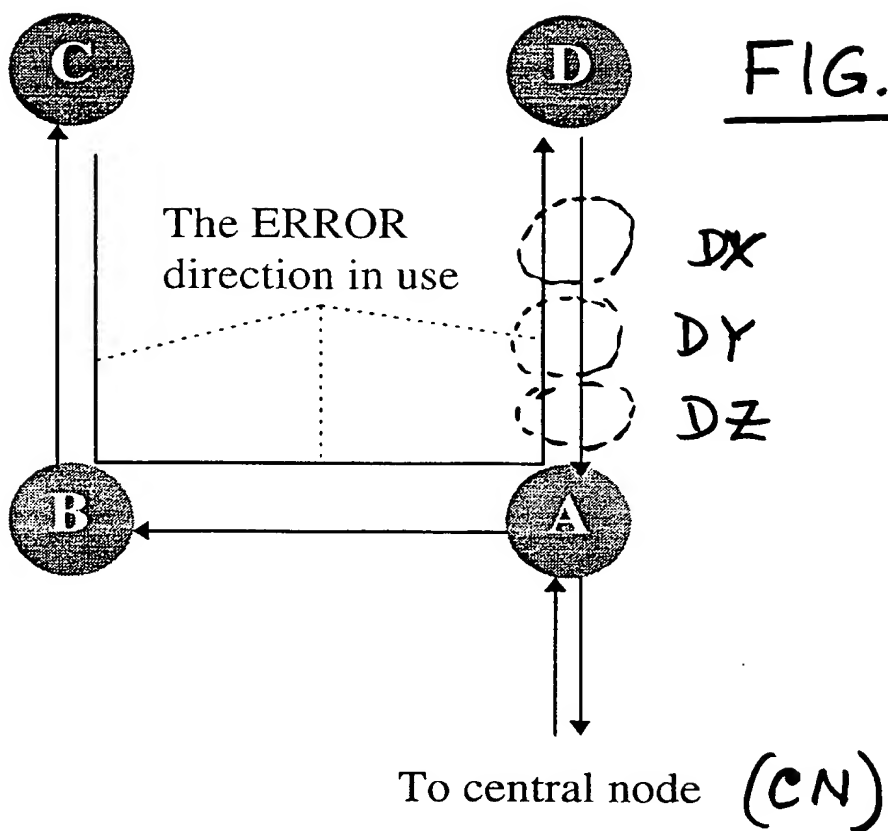 C
D
FIG.
The ERROR
direction in use
DX
DY
DZ
B
A
To central node (CN)